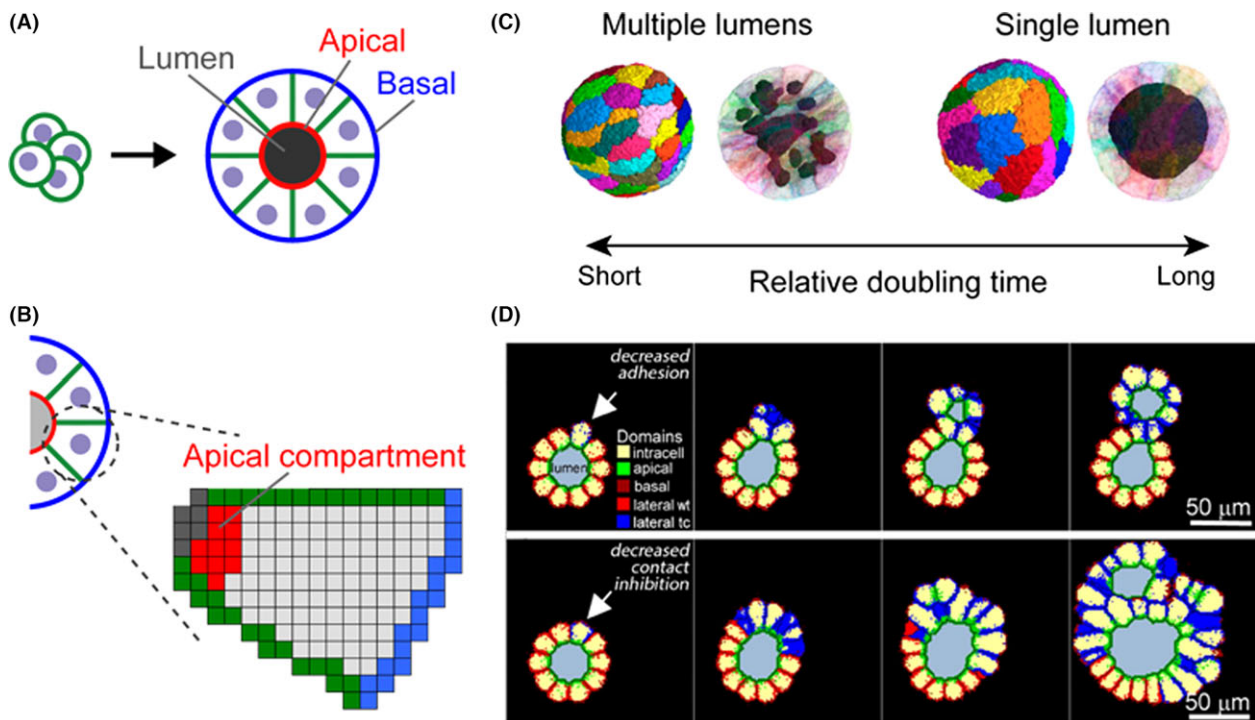 (A)
Lumen
Apical
Basal
(B)
Apical compartment
(C)
Multiple lumens
Single lumen
Short
Relative doubling time
Long
(D)
decreased
adhesion
Domains
intracell
apical
basal
lateral wt
lateral tc
lumen
50 μm
decreased
contact
inhibition
50 μm